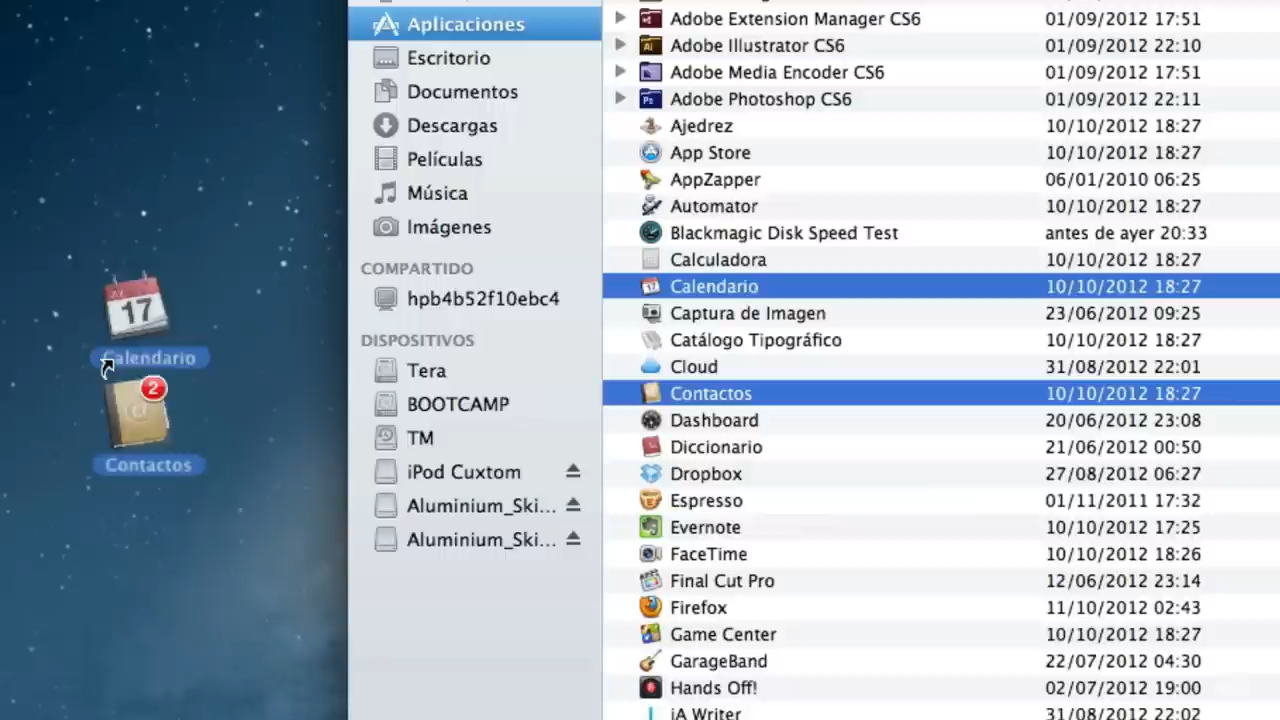 Aplicaciones
Escritorio
Documentos
Descargas
Películas
Música
Imágenes
COMPARTIDO
hpb4b52f10ebc4
DISPOSITIVOS
Tera
BOOTCAMP
TM
iPod Cuxtom
Aluminium_Ski...
Aluminium_Ski...
17
Calendario
2
Contactos
Adobe Extension Manager CS6 01/09/2012 17:51
Adobe Illustrator CS6 01/09/2012 22:10
Adobe Media Encoder CS6 01/09/2012 17:51
Adobe Photoshop CS6 01/09/2012 22:11
Ajedrez 10/10/2012 18:27
App Store 10/10/2012 18:27
AppZapper 06/01/2010 06:25
Automator 10/10/2012 18:27
Blackmagic Disk Speed Test antes de ayer 20:33
Calculadora 10/10/2012 18:27
Calendario 10/10/2012 18:27
Captura de Imagen 23/06/2012 09:25
Catálogo Tipográfico 10/10/2012 18:27
Cloud 31/08/2012 22:01
Contactos 10/10/2012 18:27
Dashboard 20/06/2012 23:08
Diccionario 21/06/2012 00:50
Dropbox 27/08/2012 06:27
Espresso 01/11/2011 17:32
Evernote 10/10/2012 17:25
FaceTime 10/10/2012 18:26
Final Cut Pro 12/06/2012 23:14
Firefox 11/10/2012 02:43
Game Center 10/10/2012 18:27
GarageBand 22/07/2012 04:30
Hands Off! 02/07/2012 19:00
iA Writer 31/08/2012 22:02